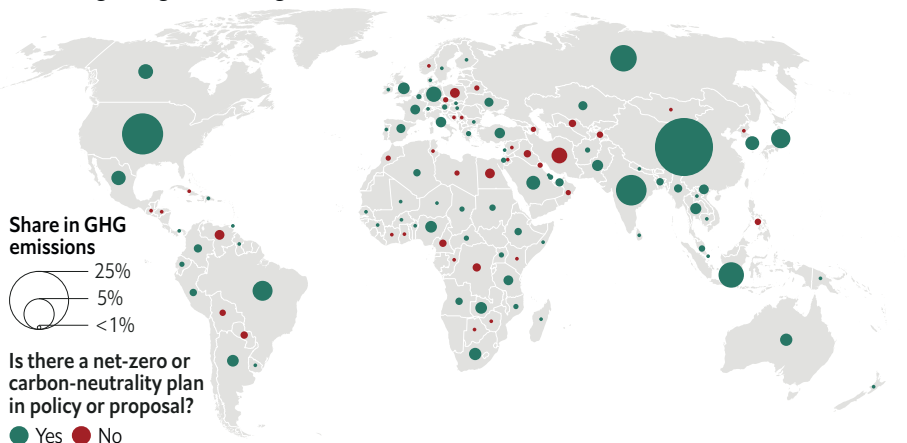 Share in GHG
emissions
25%
5%
<1%
Is there a net-zero or
carbon-neutrality plan
in policy or proposal?
Yes No